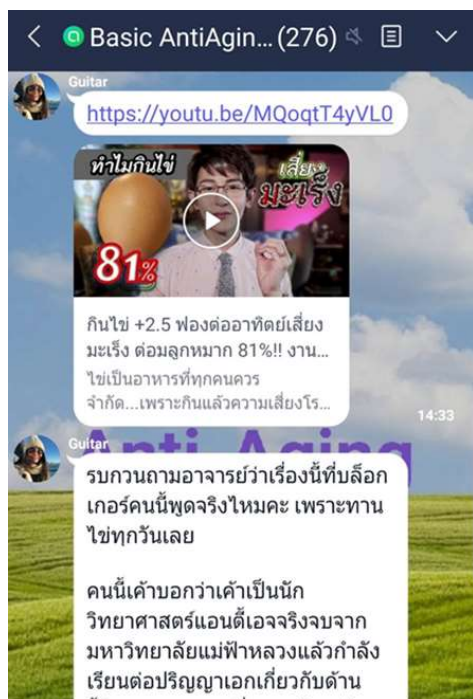 Basic AntiAgin... (276)
Guitar
https://youtu.be/MQoqtT4yVL0
ทำไมกินไข่
เสี่ยง
มะเร็ง
81%
กินไข่ +2.5 ฟองต่ออาทิตย์เสี่ยง
มะเร็ง ต่อมลูกหมาก 81%!! งาน...
ไข่เป็นอาหารที่ทุกคนควร
จำกัด...เพราะกินแล้วความเสี่ยงโร...
14:33
Anti Aging
Guitar
รบกวนถามอาจารย์ว่าเรื่องนี้ที่บล็อก
เกอร์คนนี้พูดจริงไหมคะ เพราะทาน
ไข่ทุกวันเลย
คนนี้เค้าบอกว่าเค้าเป็นนัก
วิทยาศาสตร์แอนตี้เอจจิงจบจาก
มหาวิทยาลัยแม่ฟ้าหลวงแล้วกำลัง
เรียนต่อปริญญาเอกเกี่ยวกับด้าน